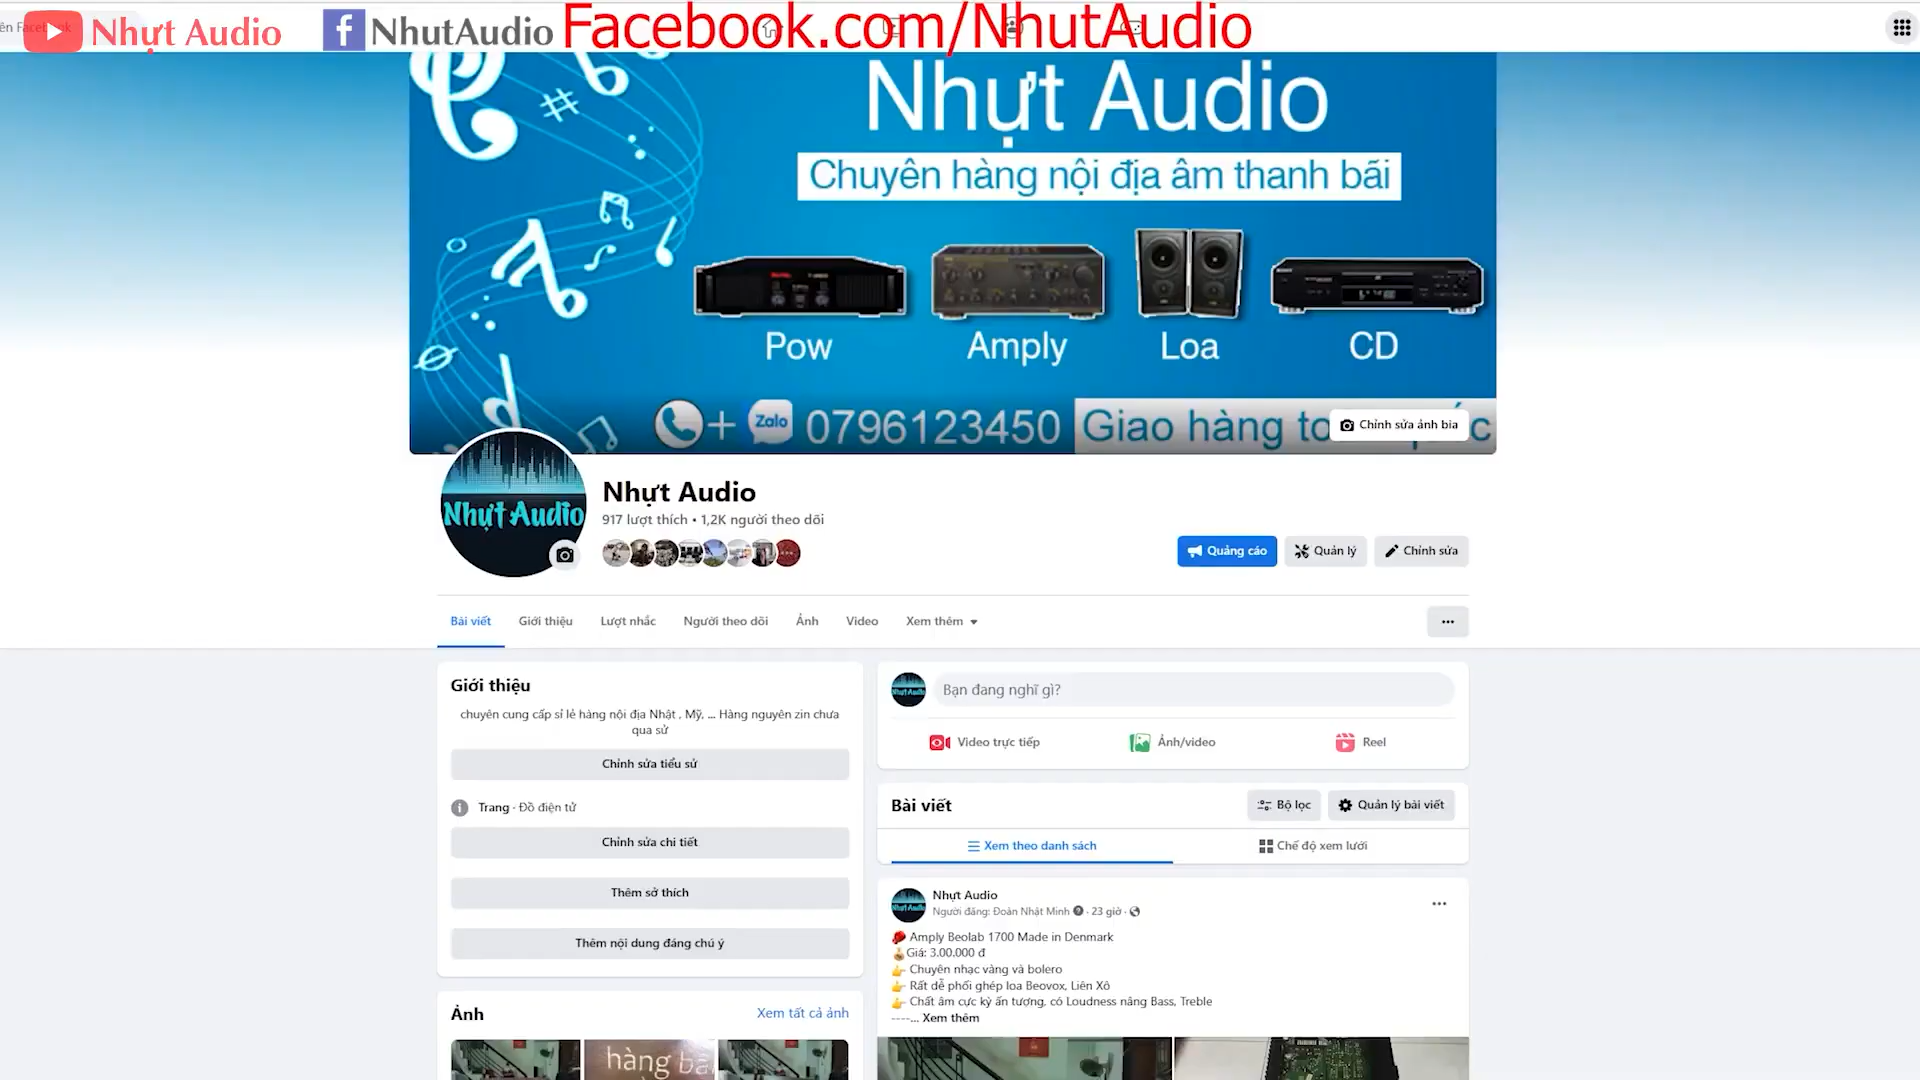 Nhựt Audio
NhutAudio
Facebook.com/NhutAudio
Nhựt Audio
Chuyên hàng nội địa âm thanh bãi
Pow
Amply
Loa
CD
+ Zalo 0796123450
Giao hàng to
Chỉnh sửa ảnh bìa
Nhựt Audio
Nhựt Audio
917 lượt thích • 1,2K người theo dõi
Quảng cáo
Quản lý
Chỉnh sửa
Bài viết
Giới thiệu
Lượt nhắc
Người theo dõi
Ảnh
Video
Xem thêm
Giới thiệu
chuyên cung cấp sỉ lẻ hàng nội địa Nhật , Mỹ, ... Hàng nguyên zin chưa
qua sử
Chỉnh sửa tiểu sử
Trang · Đồ điện tử
Chỉnh sửa chi tiết
Thêm sở thích
Thêm nội dung đáng chú ý
Ảnh
Xem tất cả ảnh
hàng bã
Bạn đang nghĩ gì?
Video trực tiếp
Ảnh/video
Reel
Bài viết
Bộ lọc
Quản lý bài viết
Xem theo danh sách
Chế độ xem lưới
Nhựt Audio
Người đăng: Đoàn Nhật Minh · 23 giờ ·
Amply Beolab 1700 Made in Denmark
Giá: 3.00.000 đ
Chuyên nhạc vàng và bolero
Rất dễ phối ghép loa Beovox, Liên Xô
Chất âm cực kỳ ấn tượng, có Loudness nâng Bass, Treble
----... Xem thêm